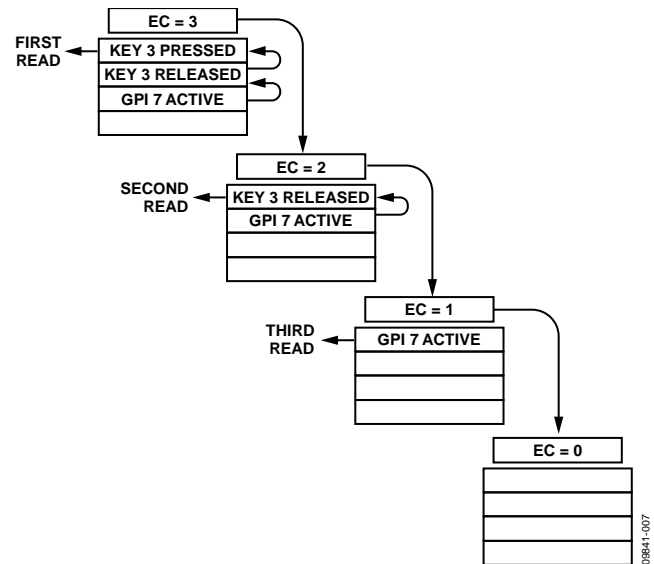 EC = 3
FIRST
READ
KEY 3 PRESSED
KEY 3 RELEASED
GPI 7 ACTIVE
EC = 2
SECOND
READ
KEY 3 RELEASED
GPI 7 ACTIVE
EC = 1
THIRD
READ
GPI 7 ACTIVE
EC = 0
09841-007